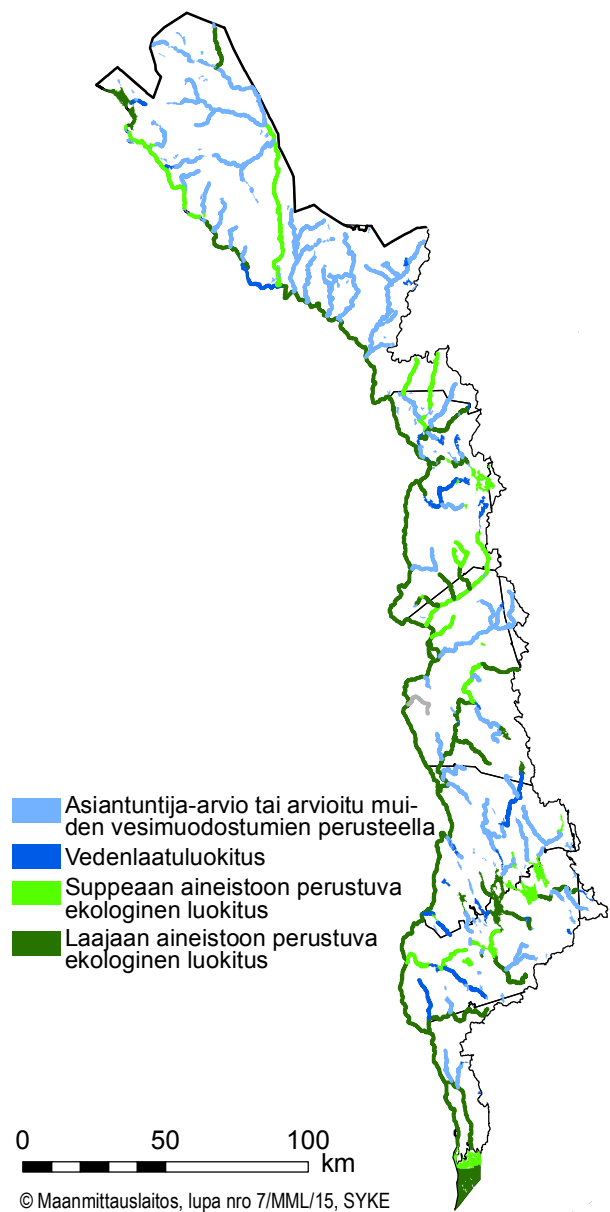 Asiantuntija-arvio tai arvioitu mui-
den vesimuodostumien perusteella
Vedenlaatuluokitus
Suppeaan aineistoon perustuva
ekologinen luokitus
Laajaan aineistoon perustuva
ekologinen luokitus
0 50 100
km
© Maanmittauslaitos, lupa nro 7/MML/15, SYKE